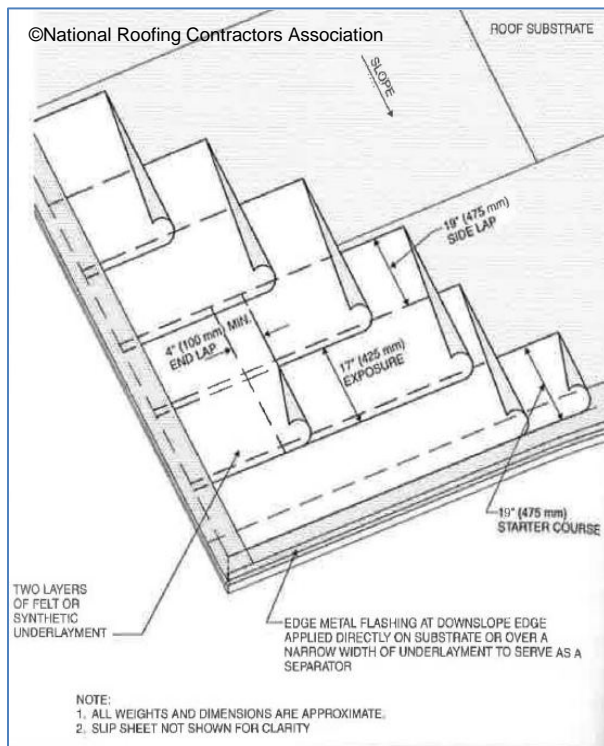 ©National Roofing Contractors Association
ROOF SUBSTRATE
SLOPE
19" (475 mm)
SIDE LAP
4" (100 mm) MIN.
END LAP
17" (425 mm)
EXPOSURE
19" (475 mm)
STARTER COURSE
TWO LAYERS
OF FELT OR
SYNTHETIC
UNDERLAYMENT
EDGE METAL FLASHING AT DOWNSLOPE EDGE
APPLIED DIRECTLY ON SUBSTRATE OR OVER A
NARROW WIDTH OF UNDERLAYMENT TO SERVE AS A
SEPARATOR
NOTE:
1. ALL WEIGHTS AND DIMENSIONS ARE APPROXIMATE.
2. SLIP SHEET NOT SHOWN FOR CLARITY